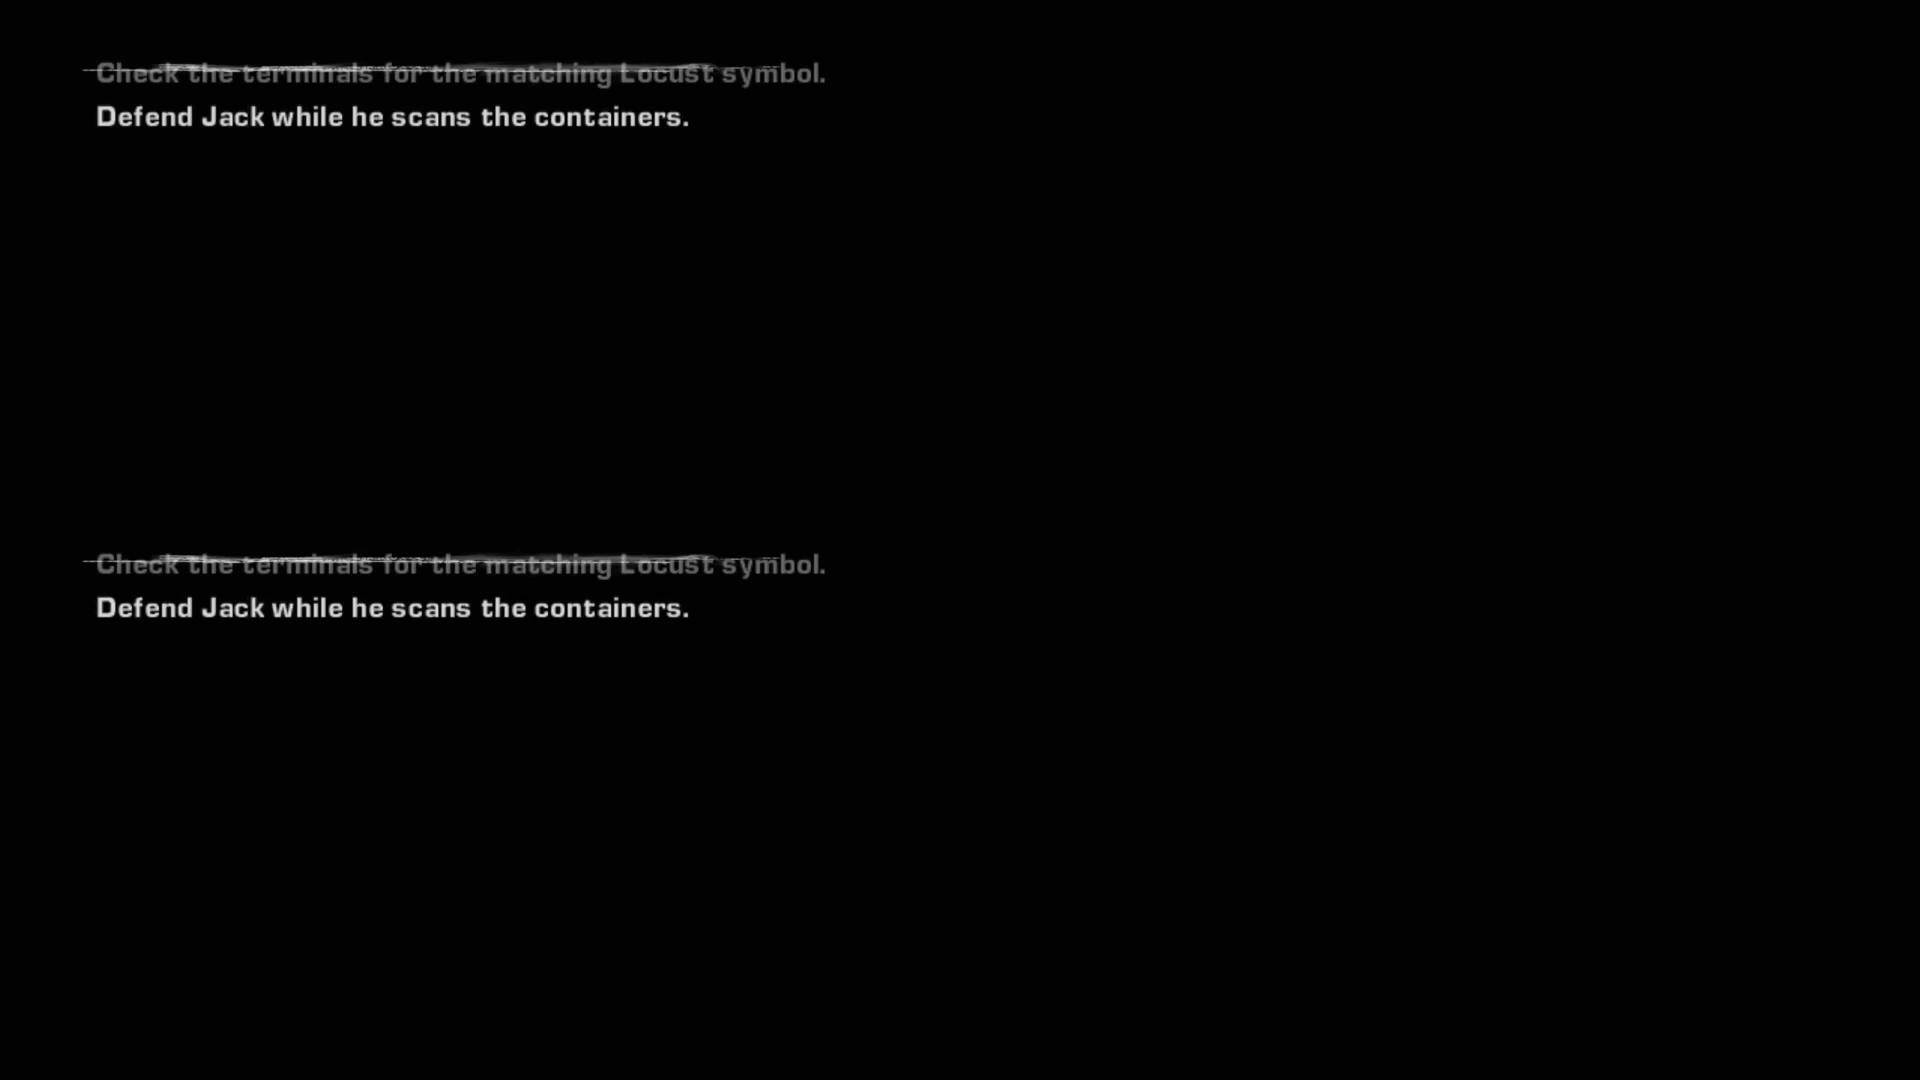 Check the terminals for the matching Locust symbol.
Defend Jack while he scans the containers.
Check the terminals for the matching Locust symbol.
Defend Jack while he scans the containers.